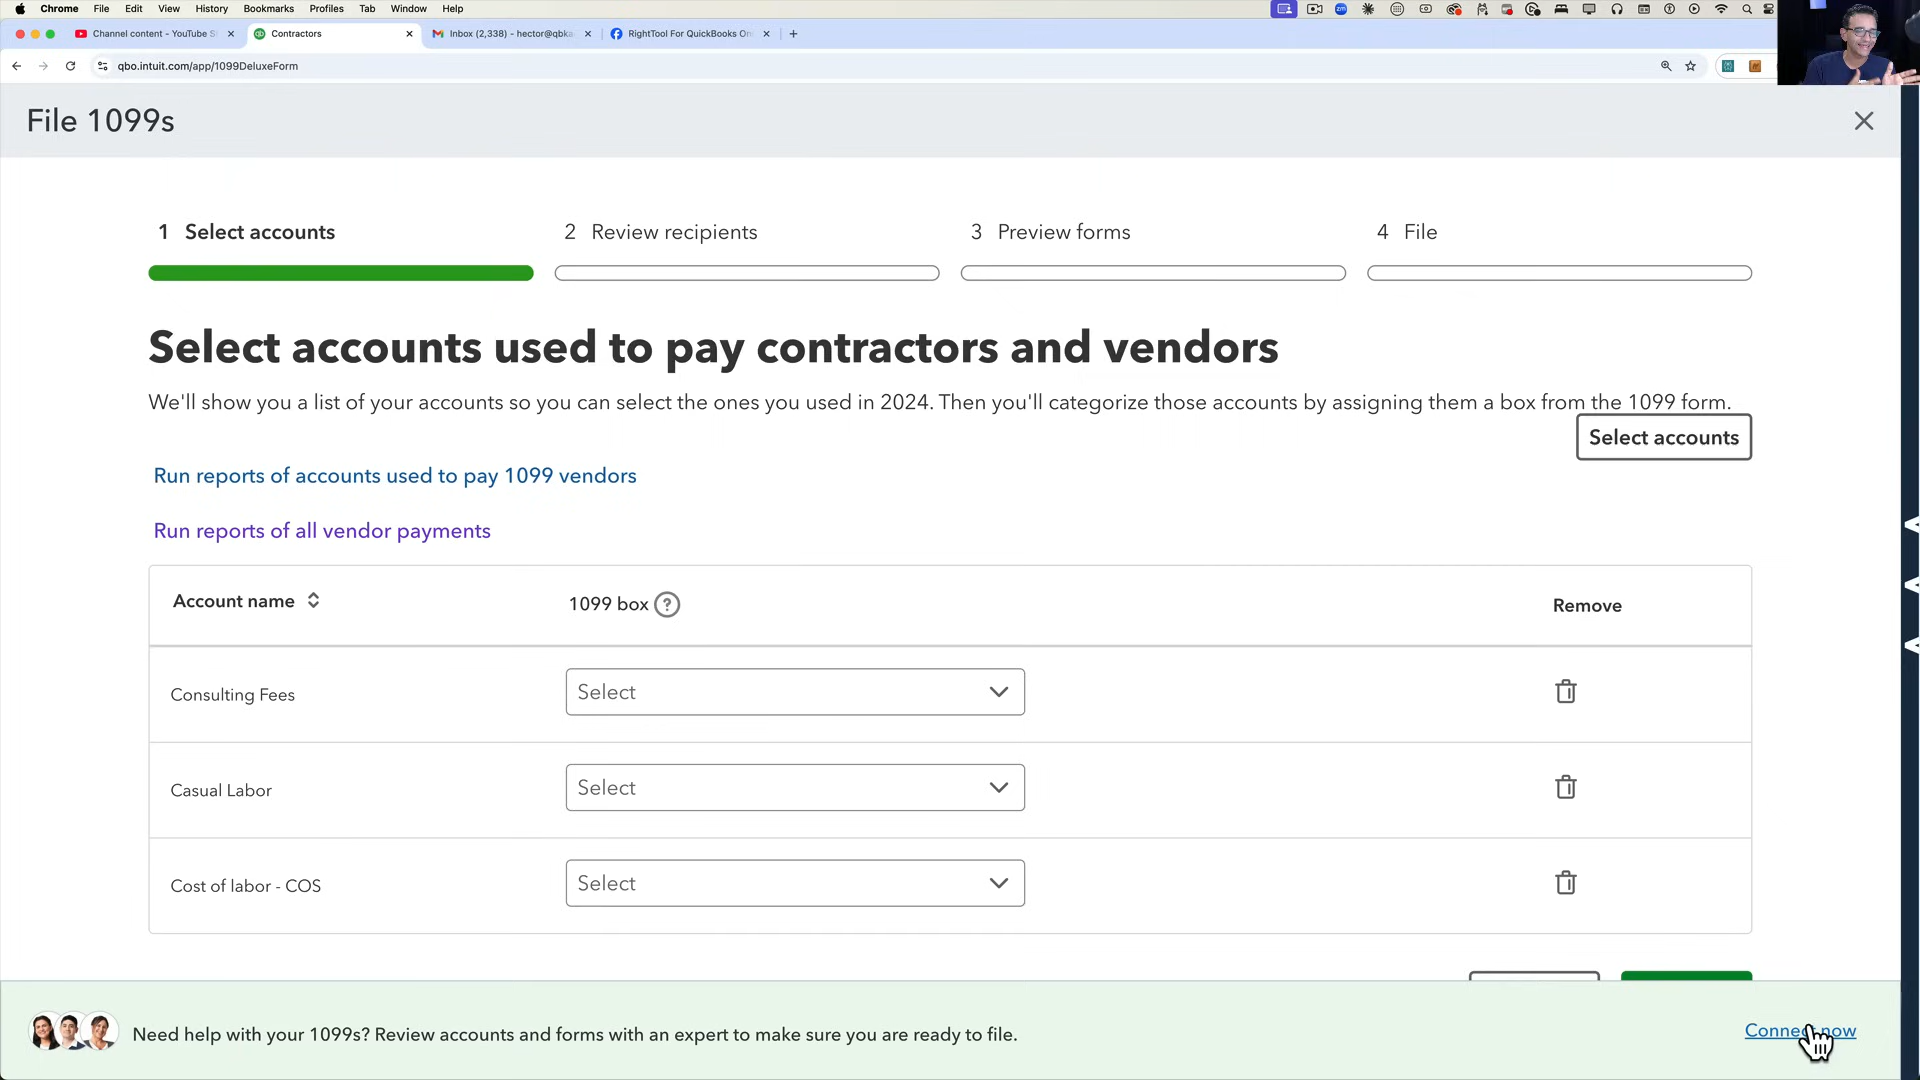 Chrome File Edit View History Bookmarks Profiles Tab Window Help
Channel content - YouTube S
Contractors
Inbox (2,338) - hector@qbka
RightTool For QuickBooks On
qbo.intuit.com/app/1099DeluxeForm
File 1099s
1 Select accounts
2 Review recipients
3 Preview forms
4 File
Select accounts used to pay contractors and vendors
We'll show you a list of your accounts so you can select the ones you used in 2024. Then you'll categorize those accounts by assigning them a box from the 1099 form.
Select accounts
Run reports of accounts used to pay 1099 vendors
Run reports of all vendor payments
Account name 1099 box ? Remove
Consulting Fees Select
Casual Labor Select
Cost of labor - COS Select
Need help with your 1099s? Review accounts and forms with an expert to make sure you are ready to file.
Connect now